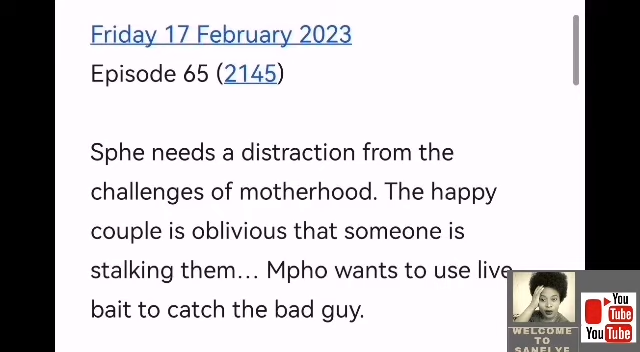 Friday 17 February 2023
Episode 65 (2145)
Sphe needs a distraction from the
challenges of motherhood. The happy
couple is oblivious that someone is
stalking them... Mpho wants to use live
bait to catch the bad guy.
You
Tube
YouTube
WELCOME
TO